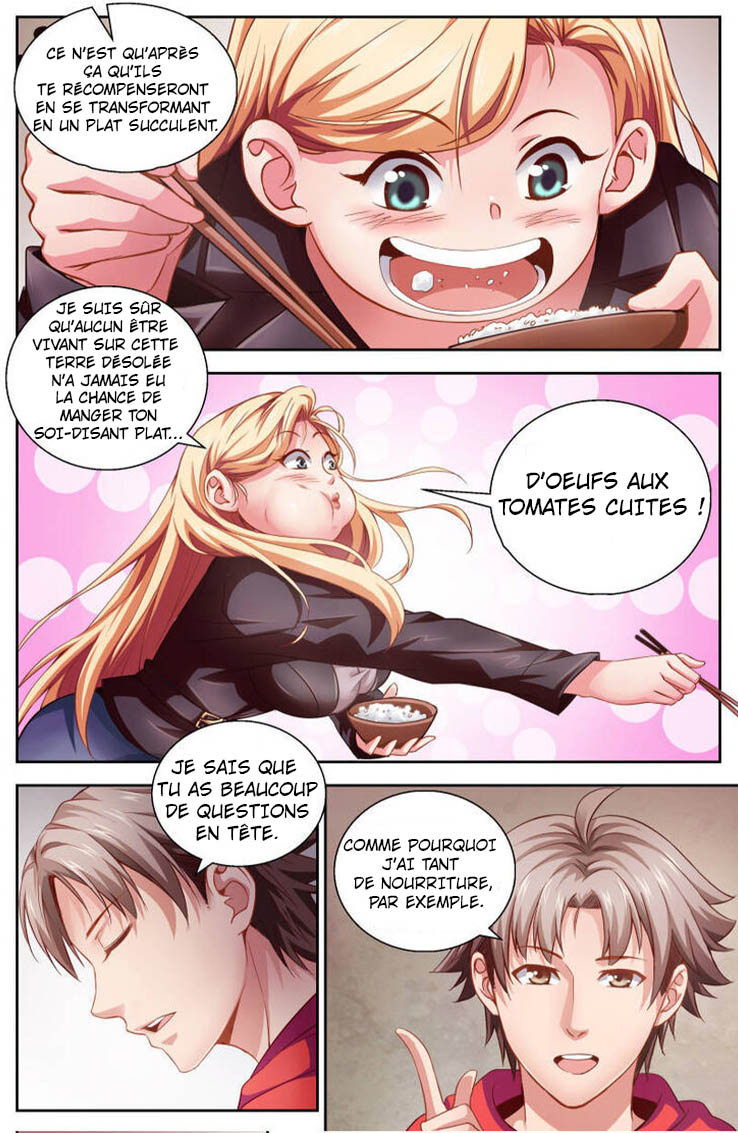 CE N'EST QU'APRÈS
ÇA QU'ILS
TE RÉCOMPENSERONT
EN SE TRANSFORMANT
EN UN PLAT SUCCULENT.
JE SUIS SÛR
QU'AUCUN ÊTRE
VIVANT SUR CETTE
TERRE DÉSOLÉE
N'A JAMAIS EU
LA CHANCE DE
MANGER TON
SOI-DISANT PLAT...
D'OEUFS AUX
TOMATES CUITES !
JE SAIS QUE
TU AS BEAUCOUP
DE QUESTIONS
EN TÊTE.
COMME POURQUOI
J'AI TANT
DE NOURRITURE,
PAR EXEMPLE.